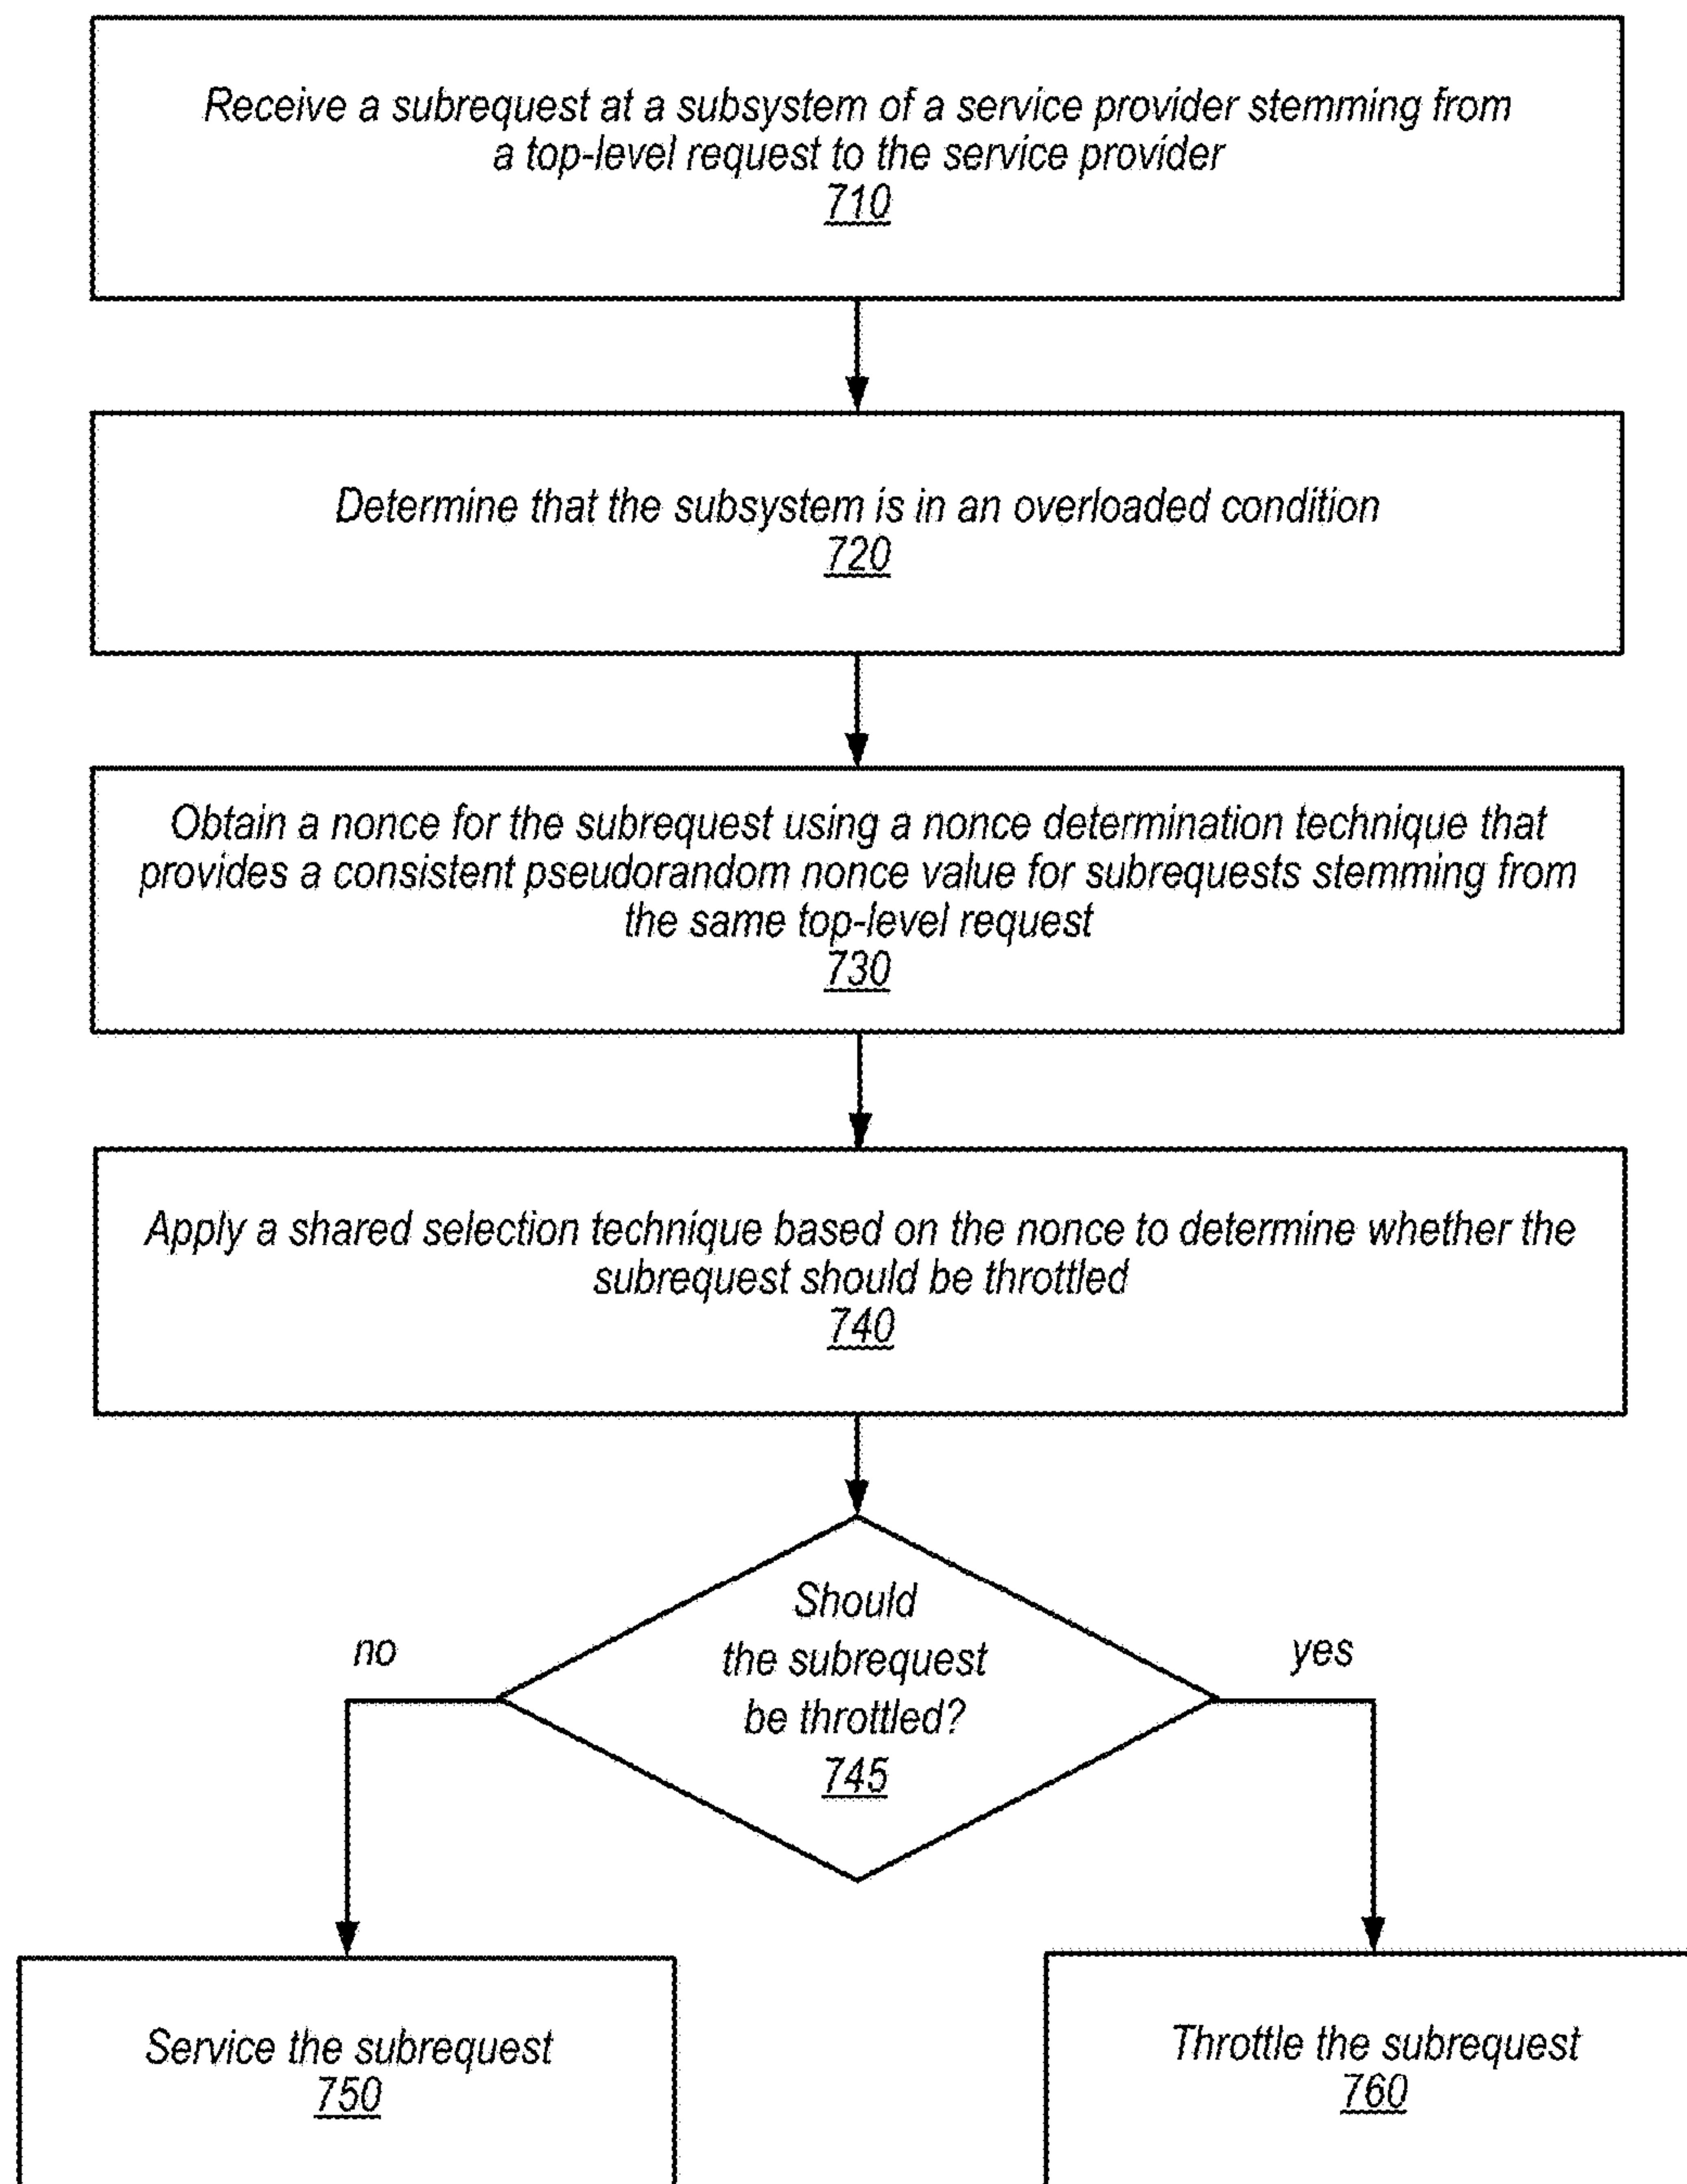 Receive a subrequest at a subsystem of a service provider stemming from
a top-level request to the service provider
710
Determine that the subsystem is in an overloaded condition
720
Obtain a nonce for the subrequest using a nonce determination technique that
provides a consistent pseudorandom nonce value for subrequests stemming from
the same top-level request
730
Apply a shared selection technique based on the nonce to determine whether the
subrequest should be throttled
740
Should
the subrequest
be throttled?
745
no
yes
Service the subrequest
750
Throttle the subrequest
760